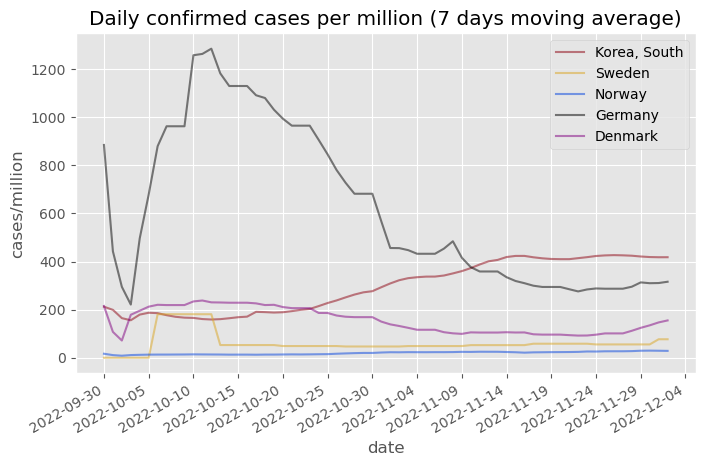 Daily confirmed cases per million (7 days moving average)
Korea, South
Sweden
Norway
Germany
Denmark
1200
1000
800
600
400
200
0
cases/million
2022-09-30
2022-10-05
2022-10-10
2022-10-15
2022-10-20
2022-10-25
2022-10-30
2022-11-04
2022-11-09
2022-11-14
2022-11-19
2022-11-24
2022-11-29
2022-12-04
date